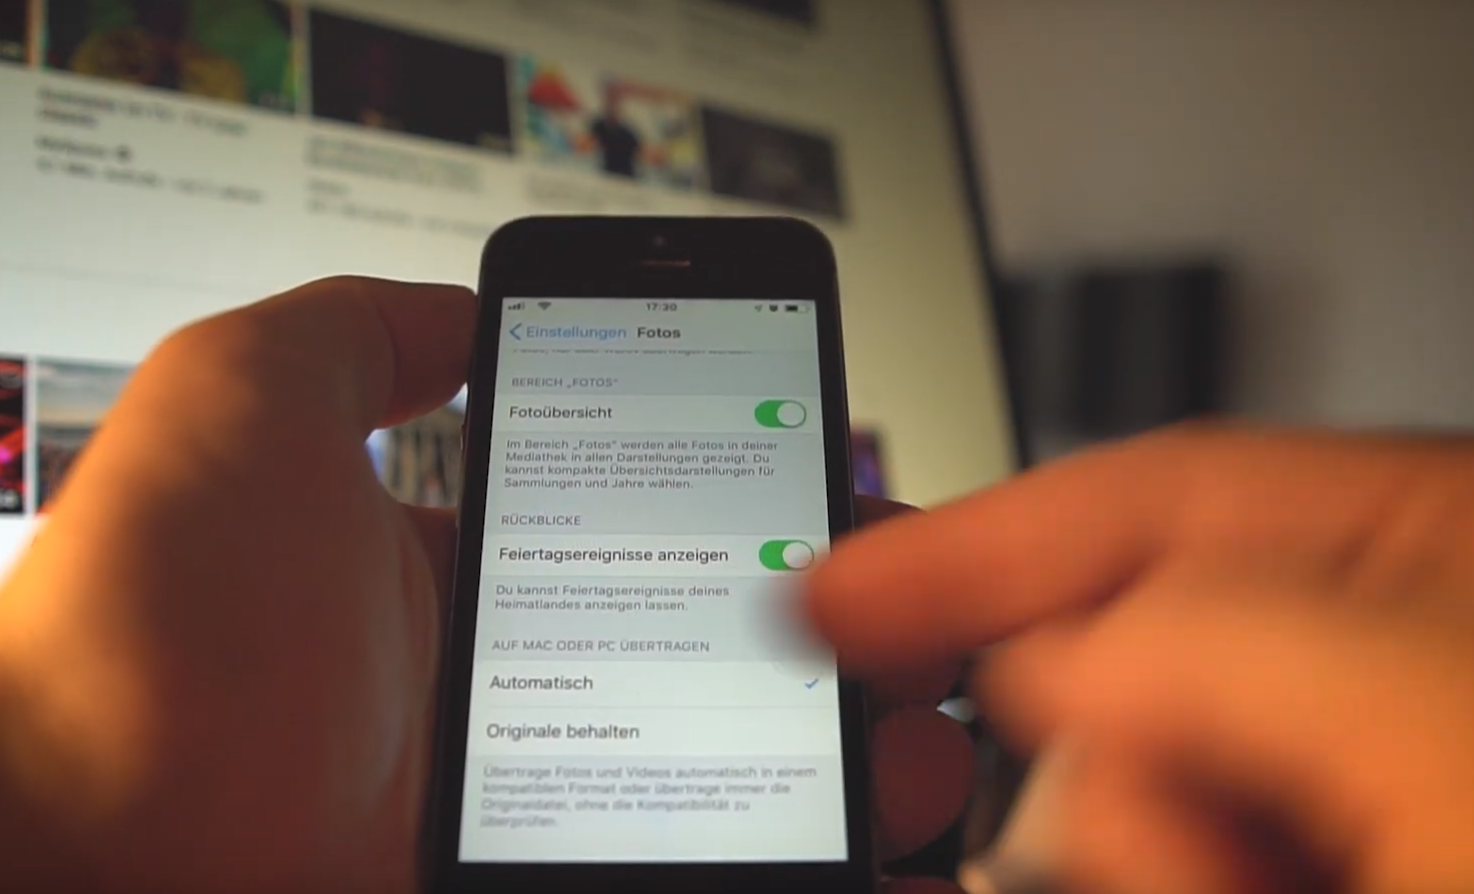 17:30
Einstellungen Fotos
BEREICH „FOTOS“
Fotoübersicht
Im Bereich „Fotos“ werden alle Fotos in deiner
Mediathek in allen Darstellungen gezeigt. Du
kannst kompakte Übersichtsdarstellungen für
Sammlungen und Jahre wählen.
RÜCKBLICKE
Feiertagsereignisse anzeigen
Du kannst Feiertagsereignisse deines
Heimatlandes anzeigen lassen.
AUF MAC ODER PC ÜBERTRAGEN
Automatisch
Originale behalten
Übertrage Fotos und Videos automatisch in einem
kompatiblen Format oder übertrage immer die
Originaldatei, ohne die Kompatibilität zu
überprüfen.